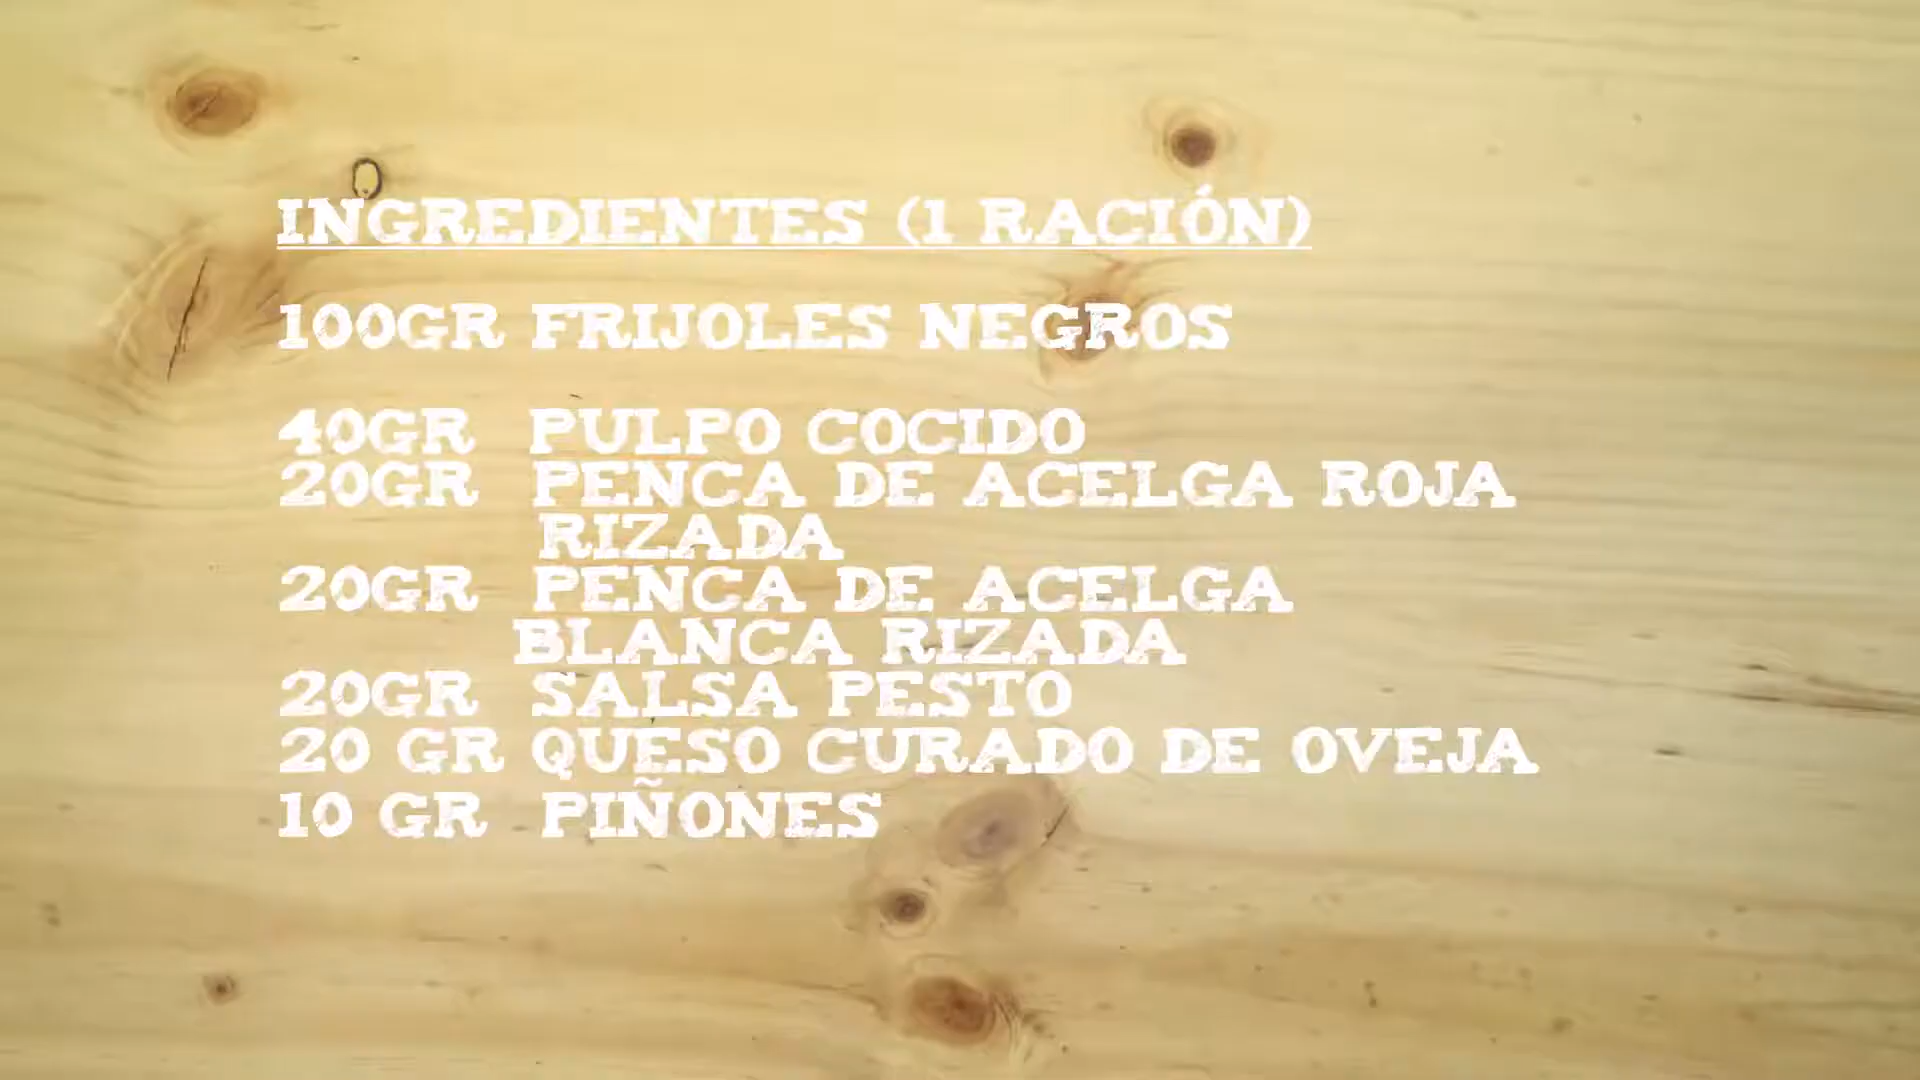 INGREDIENTES (1 RACIÓN)
100GR FRIJOLES NEGROS
40GR PULPO COCIDO
20GR PENCA DE ACELGA ROJA
RIZADA
20GR PENCA DE ACELGA
BLANCA RIZADA
20GR SALSA PESTO
20 GR QUESO CURADO DE OVEJA
10 GR PIÑONES